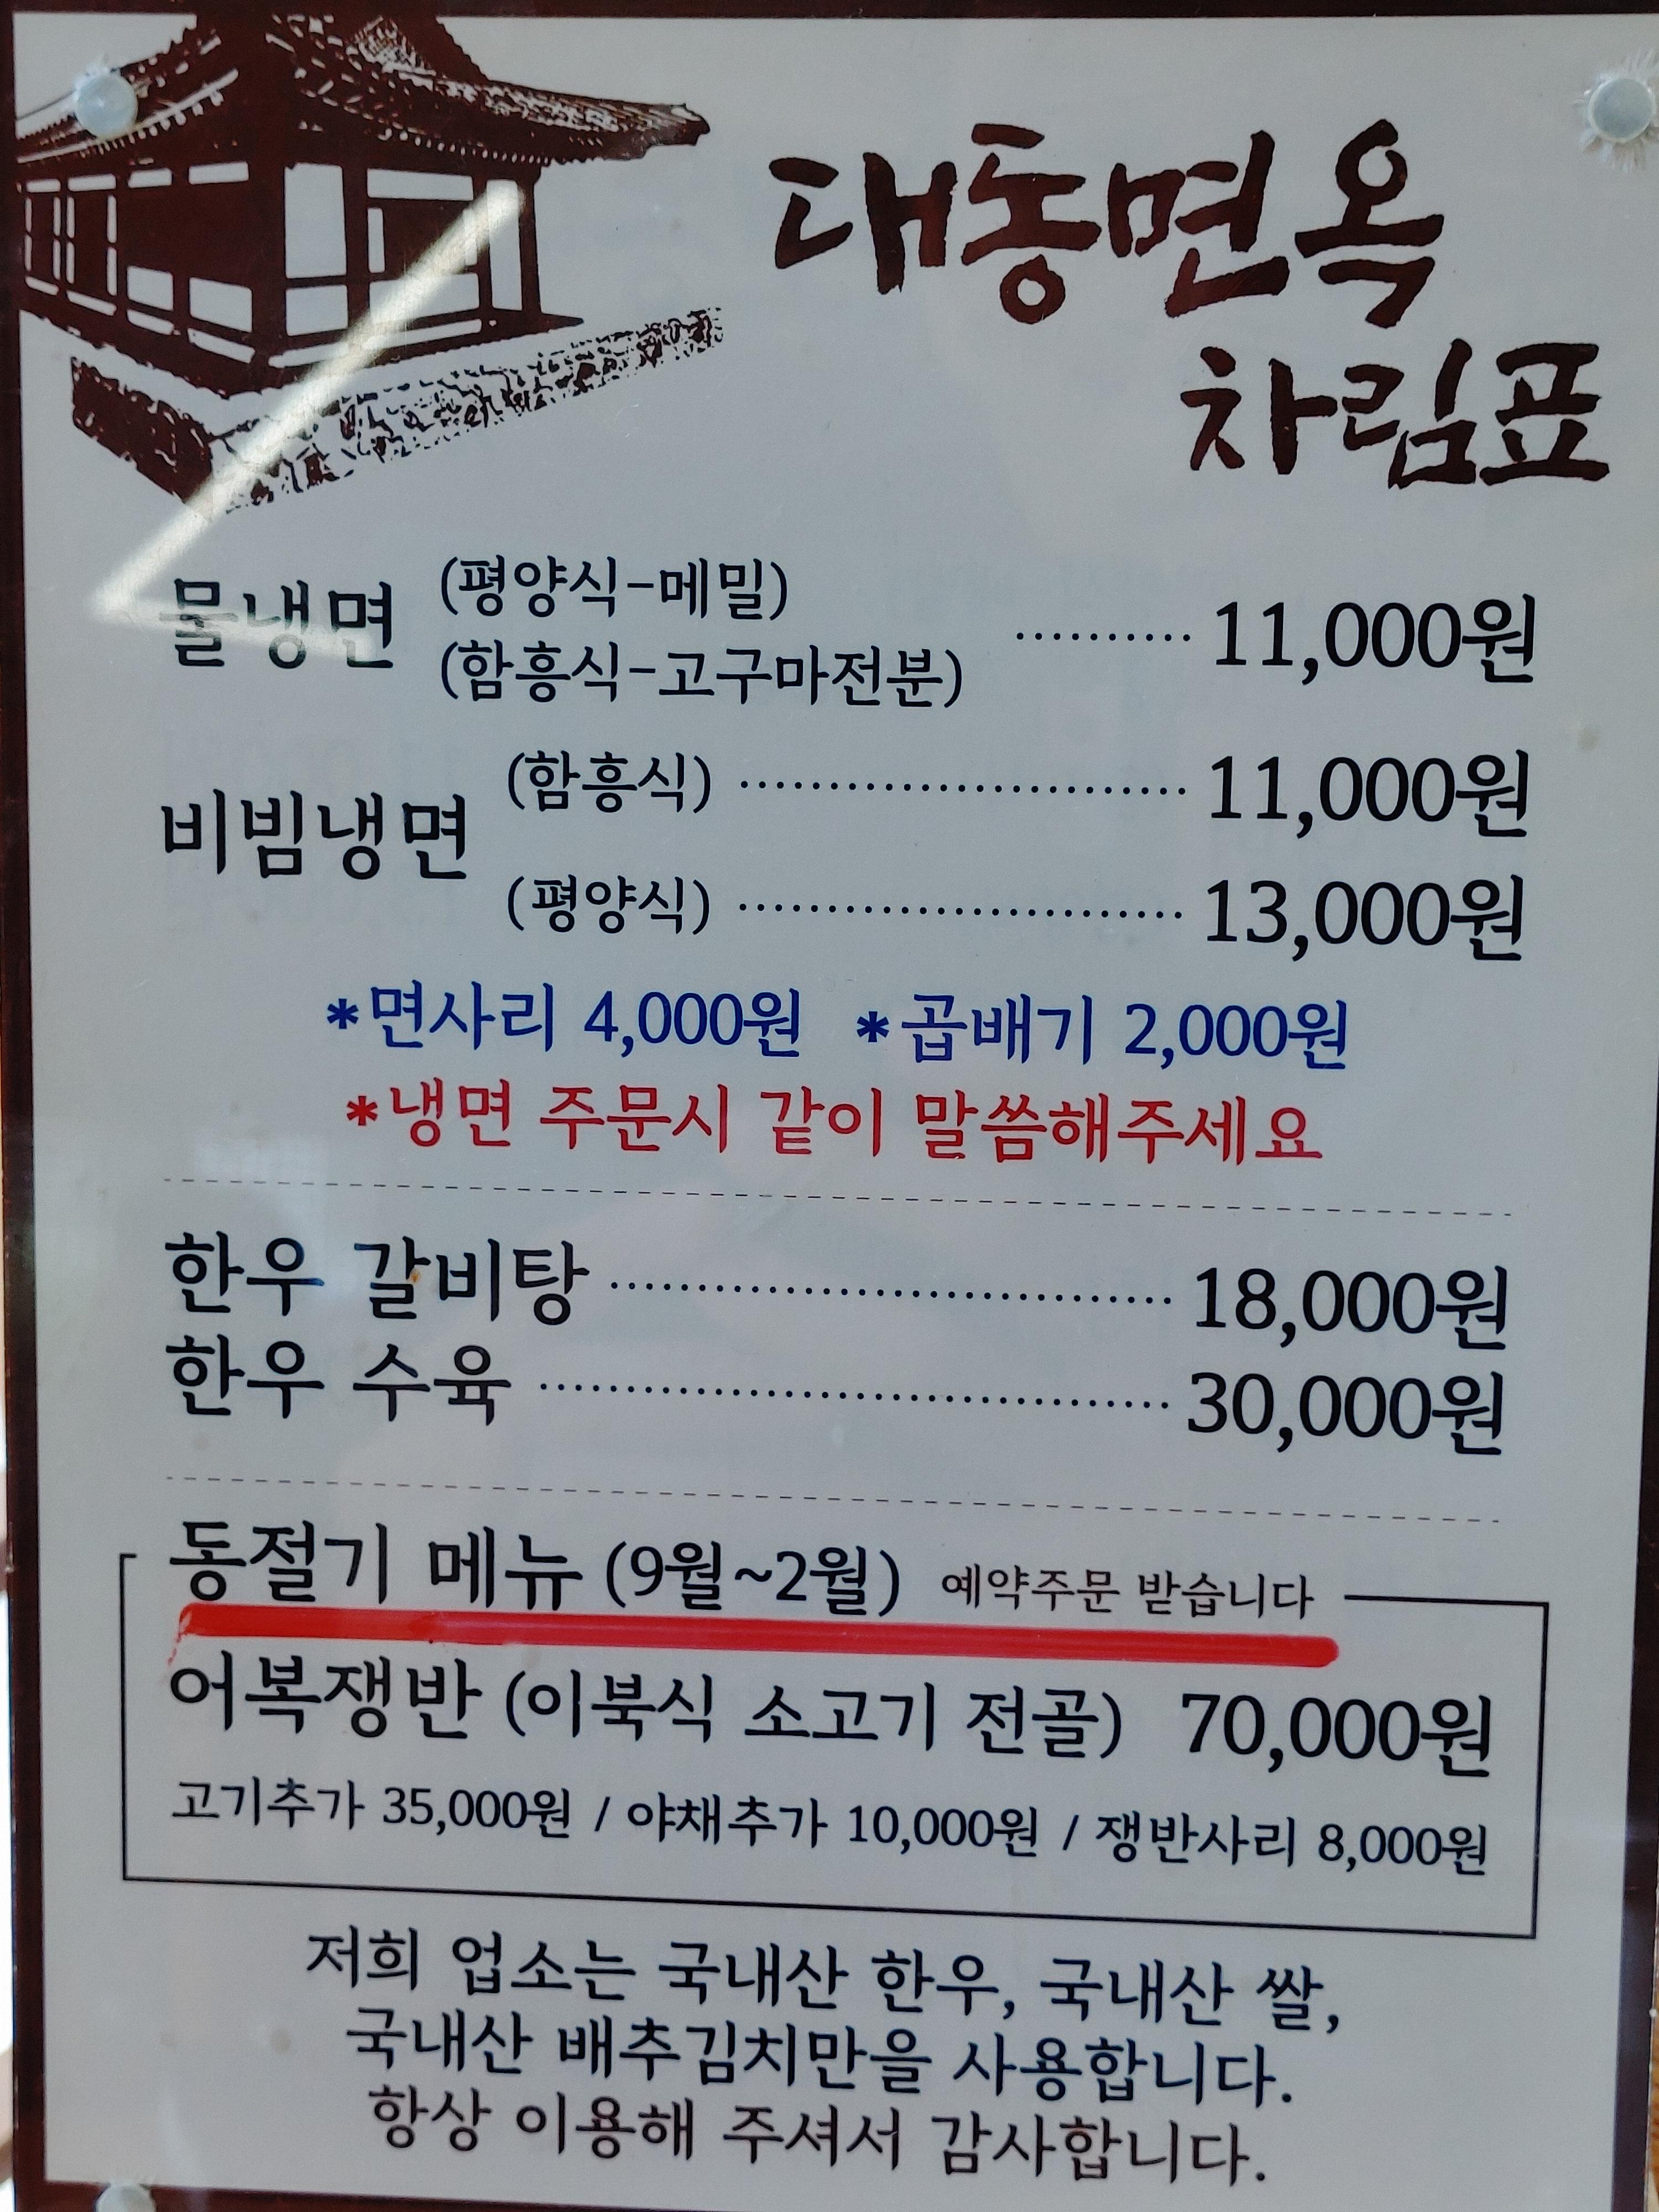 대동면옥
차림표
물냉면 (평양식-메밀)
(함흥식-고구마전분) ·········· 11,000원
비빔냉면 (함흥식) ························· 11,000원
(평양식) ························· 13,000원
*면사리 4,000원 *곱배기 2,000원
*냉면 주문시 같이 말씀해주세요
한우 갈비탕 ································ 18,000원
한우 수육 ···································· 30,000원
동절기 메뉴 (9월~2월) 예약주문 받습니다
어복쟁반 (이북식 소고기 전골) 70,000원
고기추가 35,000원 / 야채추가 10,000원 / 쟁반사리 8,000원
저희 업소는 국내산 한우, 국내산 쌀,
국내산 배추김치만을 사용합니다.
항상 이용해 주셔서 감사합니다.